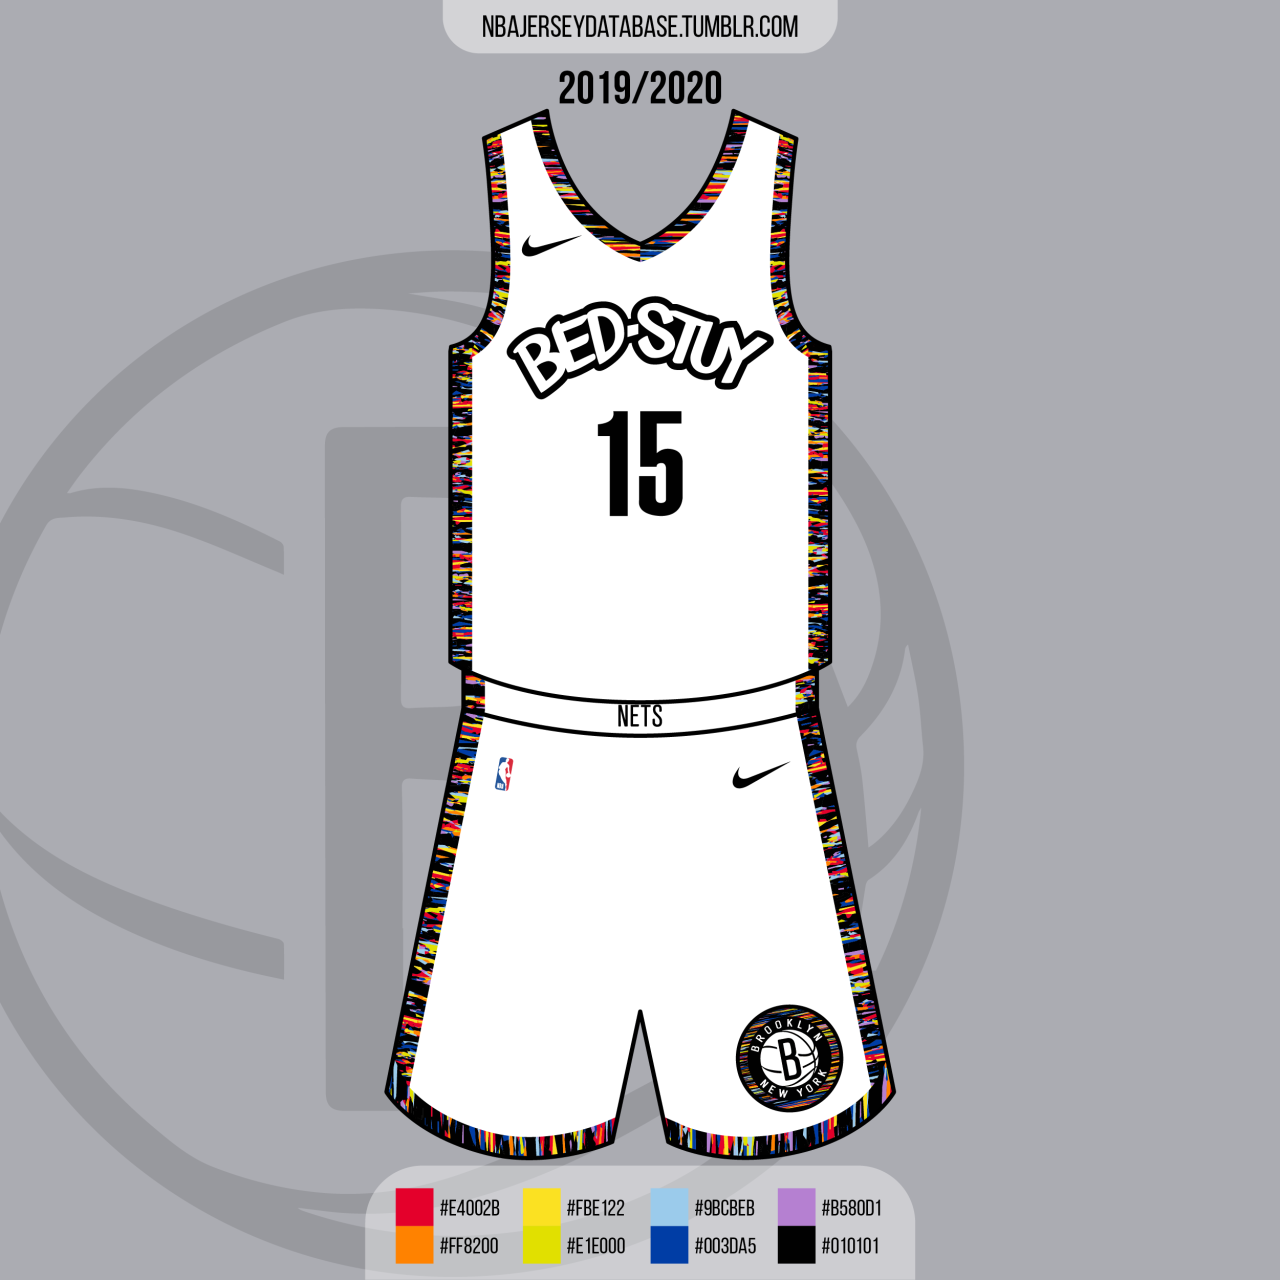 NBAJERSEYDATABASE.TUMBLR.COM
2019/2020
BED-STUY
15
NETS
BROOKLYN
B
NEW YORK
#E4002B #FBE122 #9BCBEB #B580D1
#FF8200 #E1E000 #003DA5 #010101